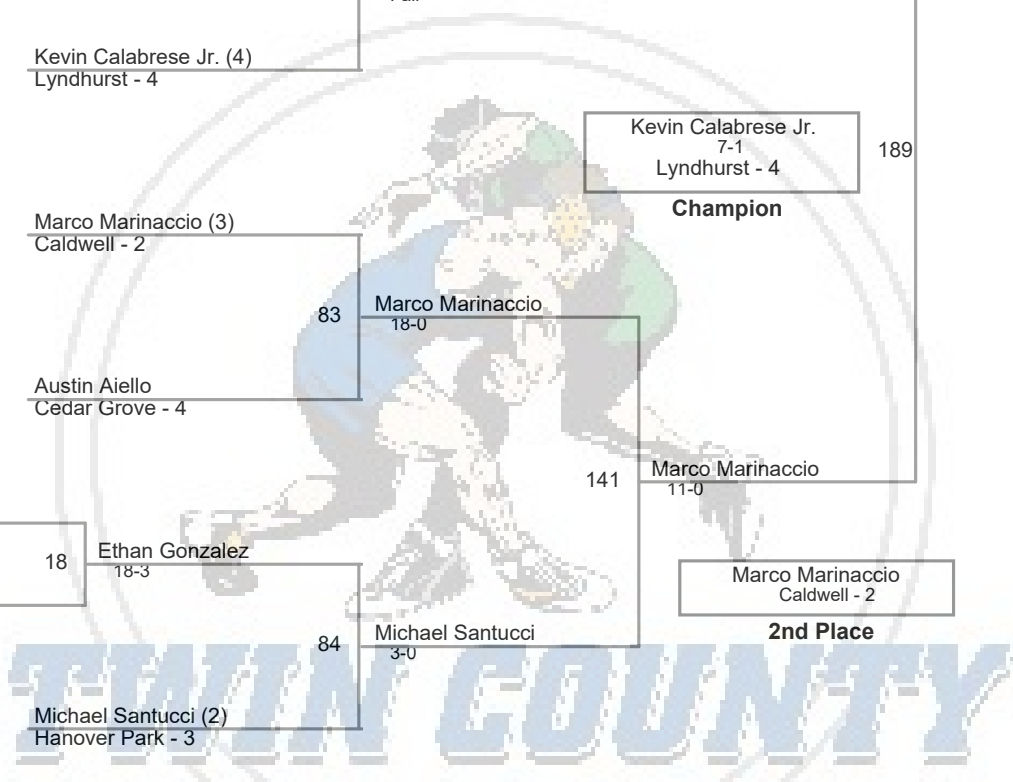 Kevin Calabrese Jr. (4)
Lyndhurst - 4
Kevin Calabrese Jr.
7-1
Lyndhurst - 4
189
Champion
Marco Marinaccio (3)
Caldwell - 2
83
Marco Marinaccio
18-0
Austin Aiello
Cedar Grove - 4
141
Marco Marinaccio
11-0
18
Ethan Gonzalez
18-3
Marco Marinaccio
Caldwell - 2
2nd Place
84
Michael Santucci
3-0
Michael Santucci (2)
Hanover Park - 3
TWIN COUNTY